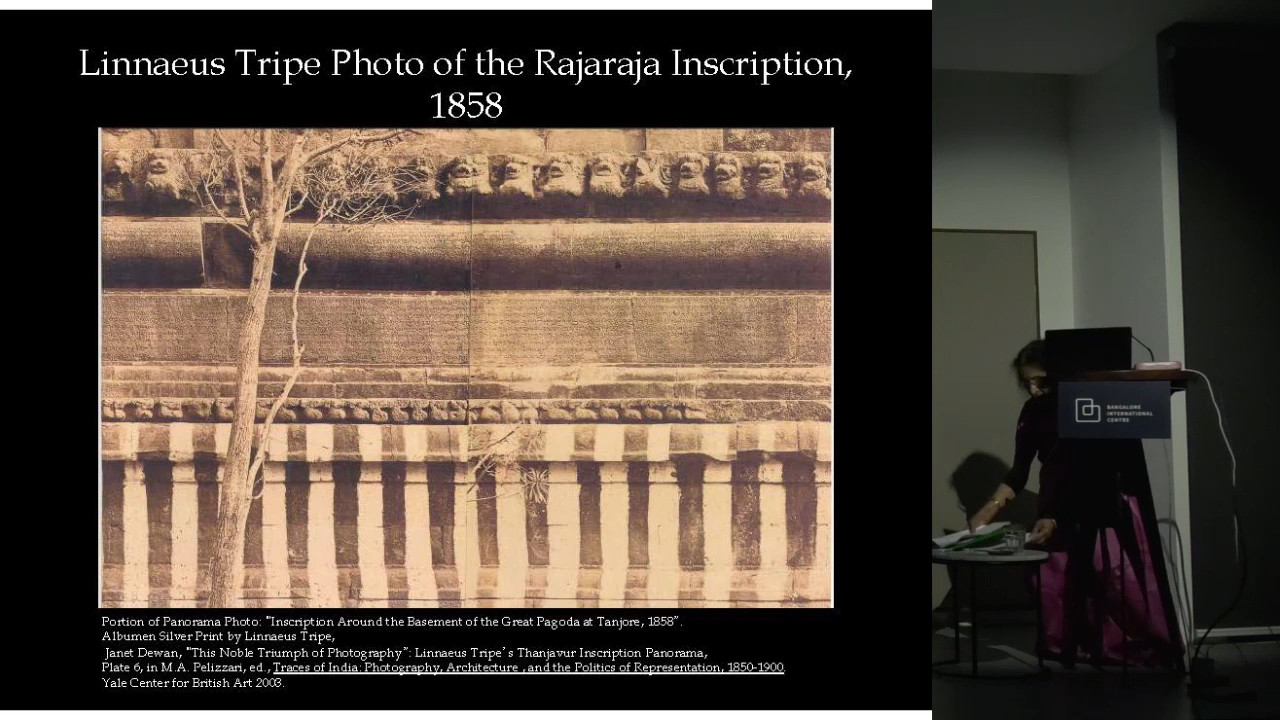 Linnaeus Tripe Photo of the Rajaraja Inscription,
1858
Portion of Panorama Photo: "Inscription Around the Basement of the Great Pagoda at Tanjore, 1858".
Albumen Silver Print by Linnaeus Tripe,
Janet Dewan, "This Noble Triumph of Photography": Linnaeus Tripe's Thanjavur Inscription Panorama,
Plate 6, in M.A. Pelizzari, ed., Traces of India: Photography, Architecture , and the Politics of Representation, 1850-1900.
Yale Center for British Art 2003.
BANGALORE
INTERNATIONAL
CENTRE